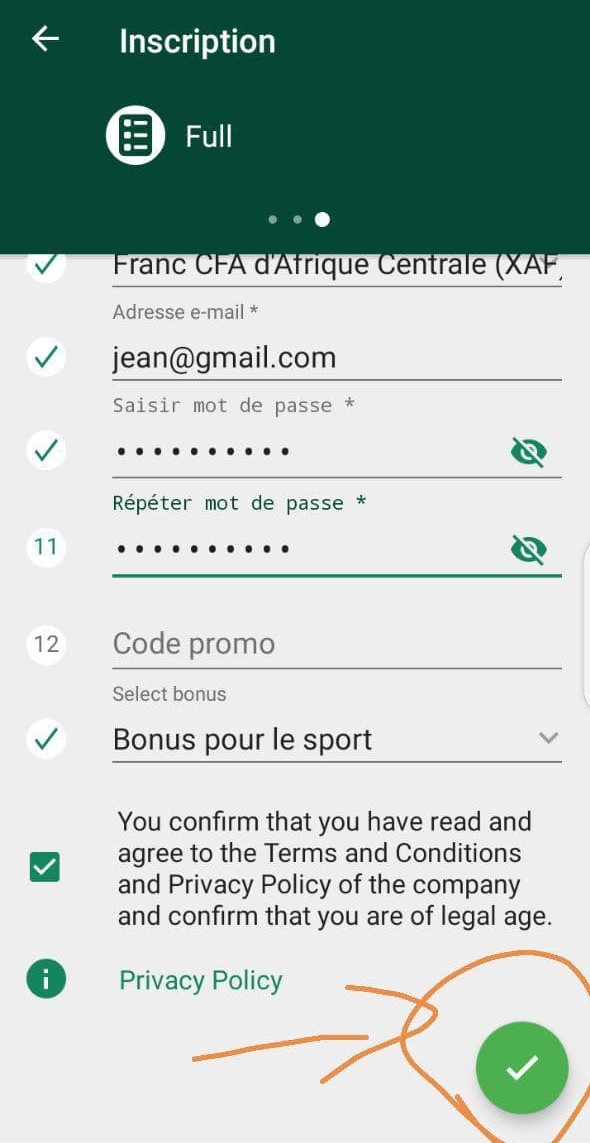 Inscription
Full
Franc CFA d'Afrique Centrale (XAF)
Adresse e-mail *
jean@gmail.com
Saisir mot de passe *
••••••••••
Répéter mot de passe *
11
••••••••••
12
Code promo
Select bonus
Bonus pour le sport
You confirm that you have read and
agree to the Terms and Conditions
and Privacy Policy of the company
and confirm that you are of legal age.
Privacy Policy